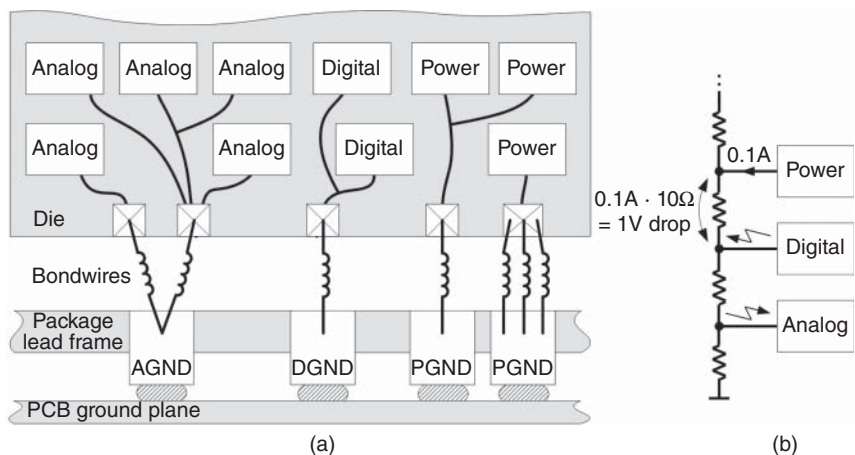 Analog
Analog
Analog
Digital
Power
Power
Analog
Analog
Digital
Power
Die
Bondwires
Package
lead frame
AGND
DGND
PGND
PGND
PCB ground plane
(a)
0.1A
Power
0.1A · 10Ω
= 1V drop
Digital
Analog
(b)